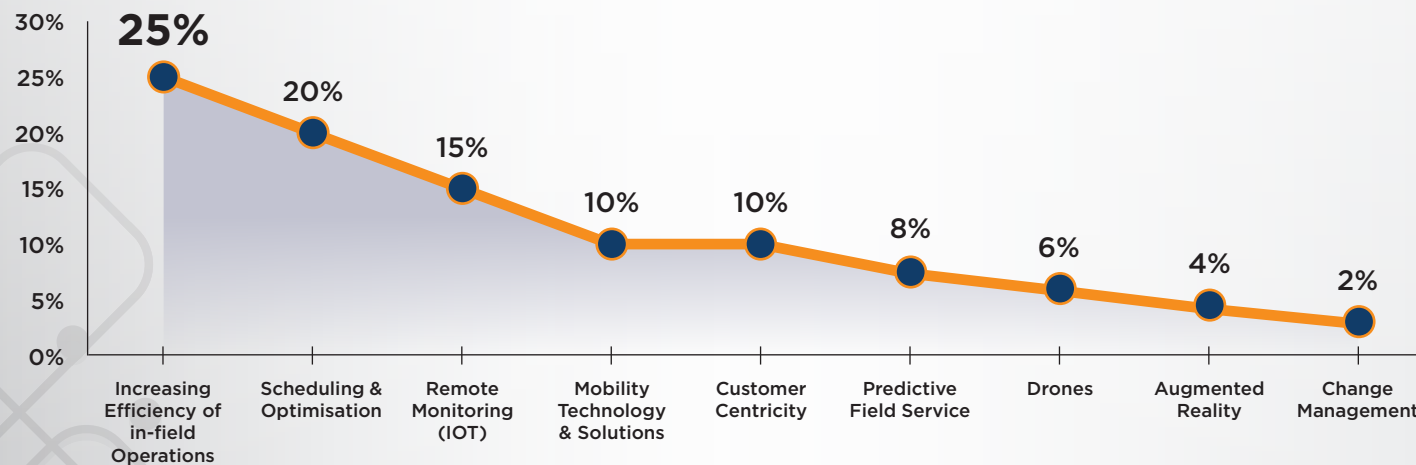 30%
25%
20%
15%
10%
5%
0%
25%
20%
15%
10%
10%
8%
6%
4%
2%
Increasing
Efficiency of
in-field
Operations
Scheduling &
Optimisation
Remote
Monitoring
(IOT)
Mobility
Technology
& Solutions
Customer
Centricity
Predictive
Field Service
Drones
Augmented
Reality
Change
Management